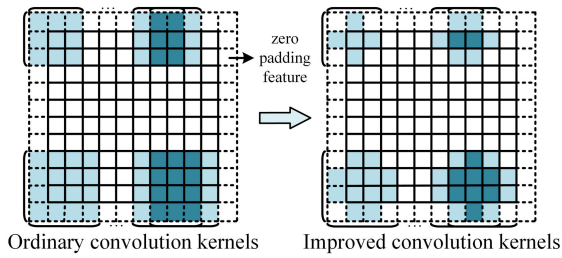 zero
padding
feature
Ordinary convolution kernels
Improved convolution kernels